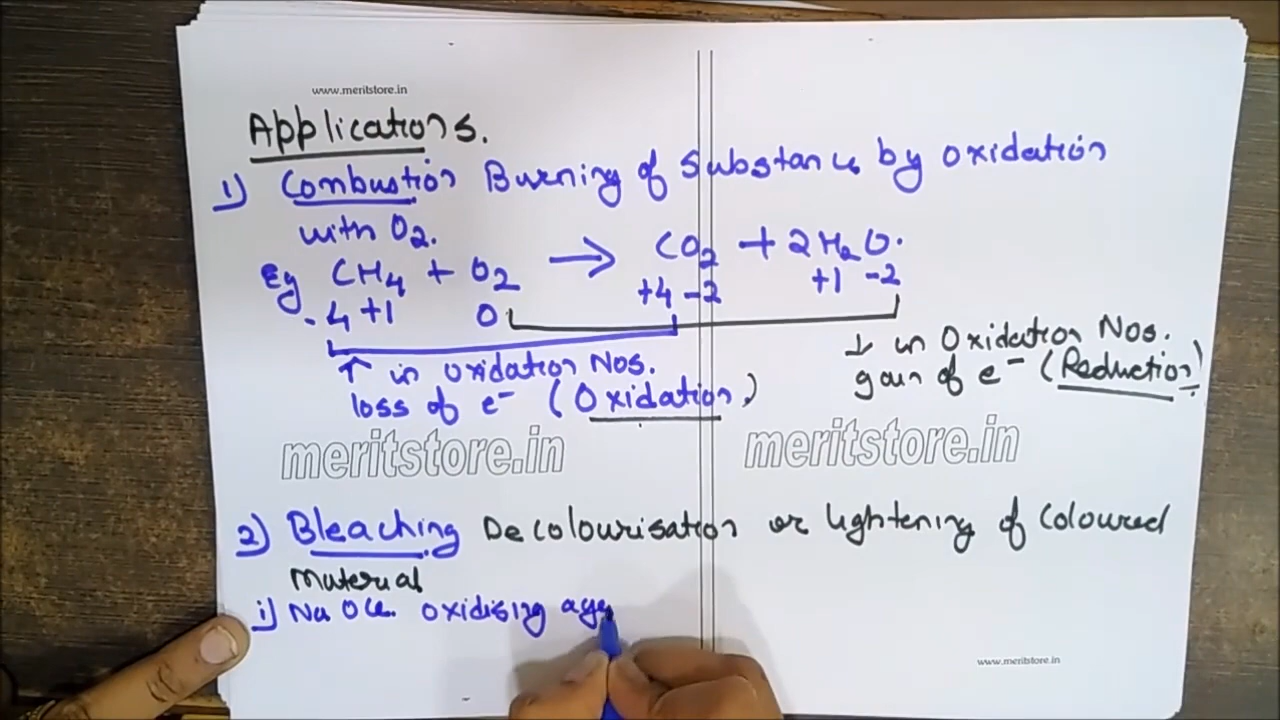 www.meritstore.in
Applications.
1) Combustion Burning of Substance by oxidation
with O2.
Eg CH4 + O2 → CO2 + 2H2O.
-4 +1 0 +4 -2 +1 -2
↑ in oxidation Nos.
loss of e⁻ (Oxidation)
↓ in Oxidation Nos.
gain of e⁻ (Reduction)
meritstore.in meritstore.in
2) Bleaching Decolourisation or lightening of Coloured
Material
i) NaOCl. oxidising age
www.meritstore.in